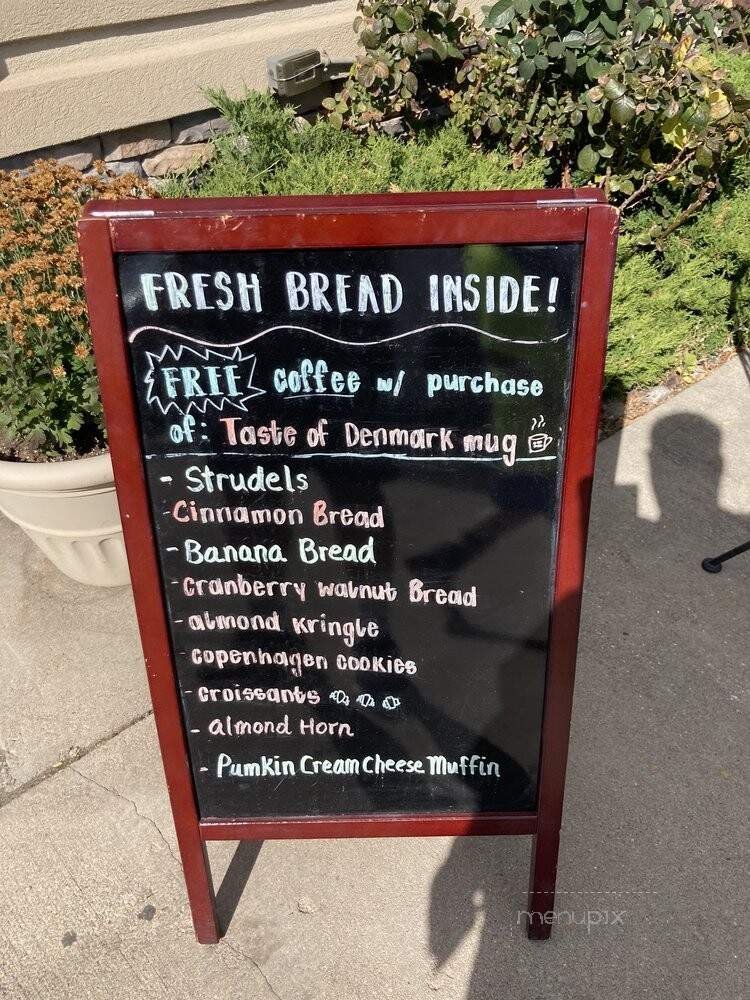 FRESH BREAD INSIDE!
FREE coffee w/ purchase
of: Taste of Denmark mug
- Strudels
- Cinnamon Bread
- Banana Bread
- Cranberry walnut Bread
- almond Kringle
- copenhagen cookies
- croissants
- almond Horn
- Pumkin Cream Cheese Muffin
menupix